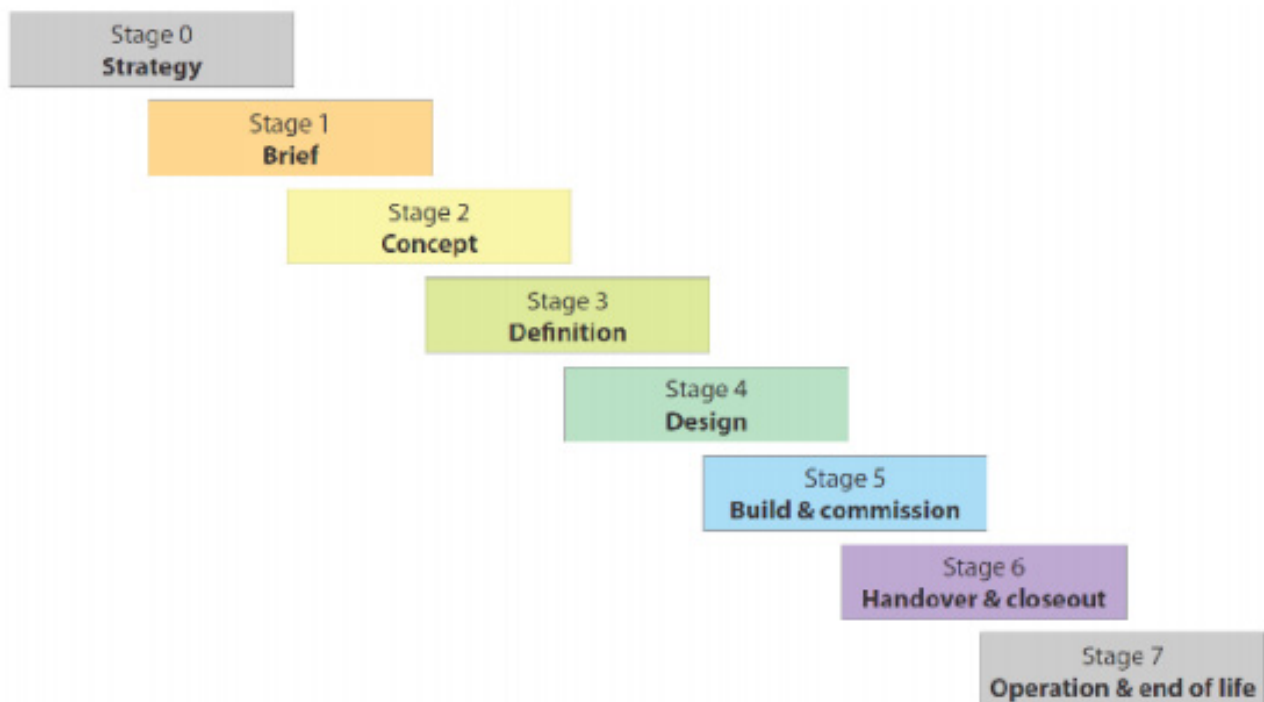 Stage 0
Strategy
Stage 1
Brief
Stage 2
Concept
Stage 3
Definition
Stage 4
Design
Stage 5
Build & commission
Stage 6
Handover & closeout
Stage 7
Operation & end of life